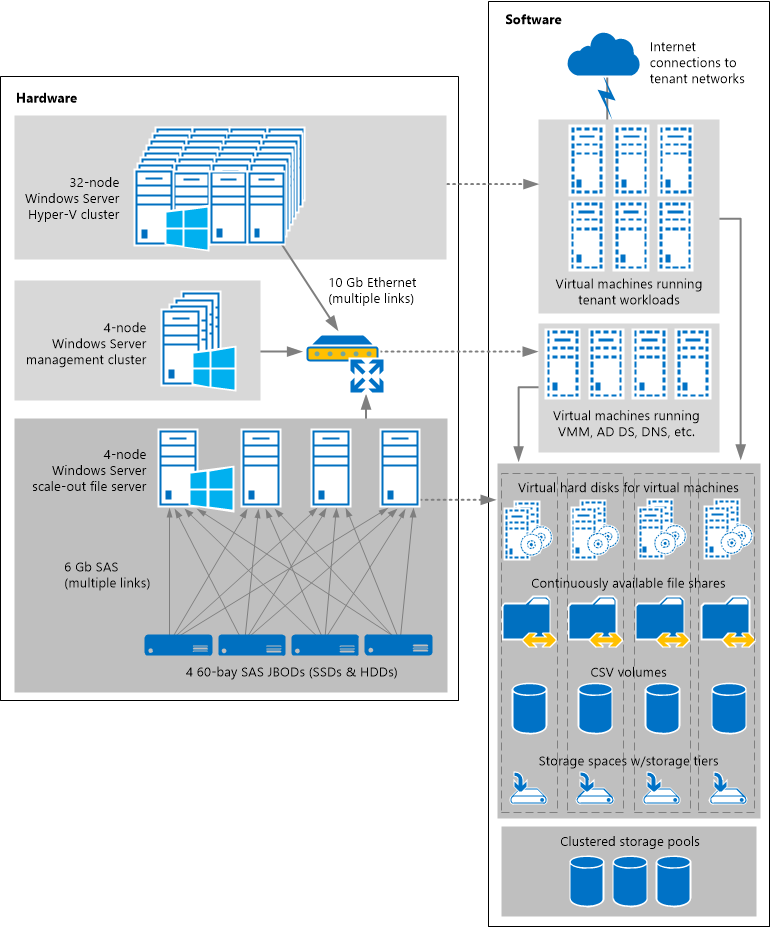 Software
Internet
connections to
tenant networks
Hardware
32-node
Windows Server
Hyper-V cluster
10 Gb Ethernet
(multiple links)
Virtual machines running
tenant workloads
4-node
Windows Server
management cluster
Virtual machines running
VMM, AD DS, DNS, etc.
4-node
Windows Server
scale-out file server
Virtual hard disks for virtual machines
6 Gb SAS
(multiple links)
Continuously available file shares
4 60-bay SAS JBODs (SSDs & HDDs)
CSV volumes
Storage spaces w/storage tiers
Clustered storage pools